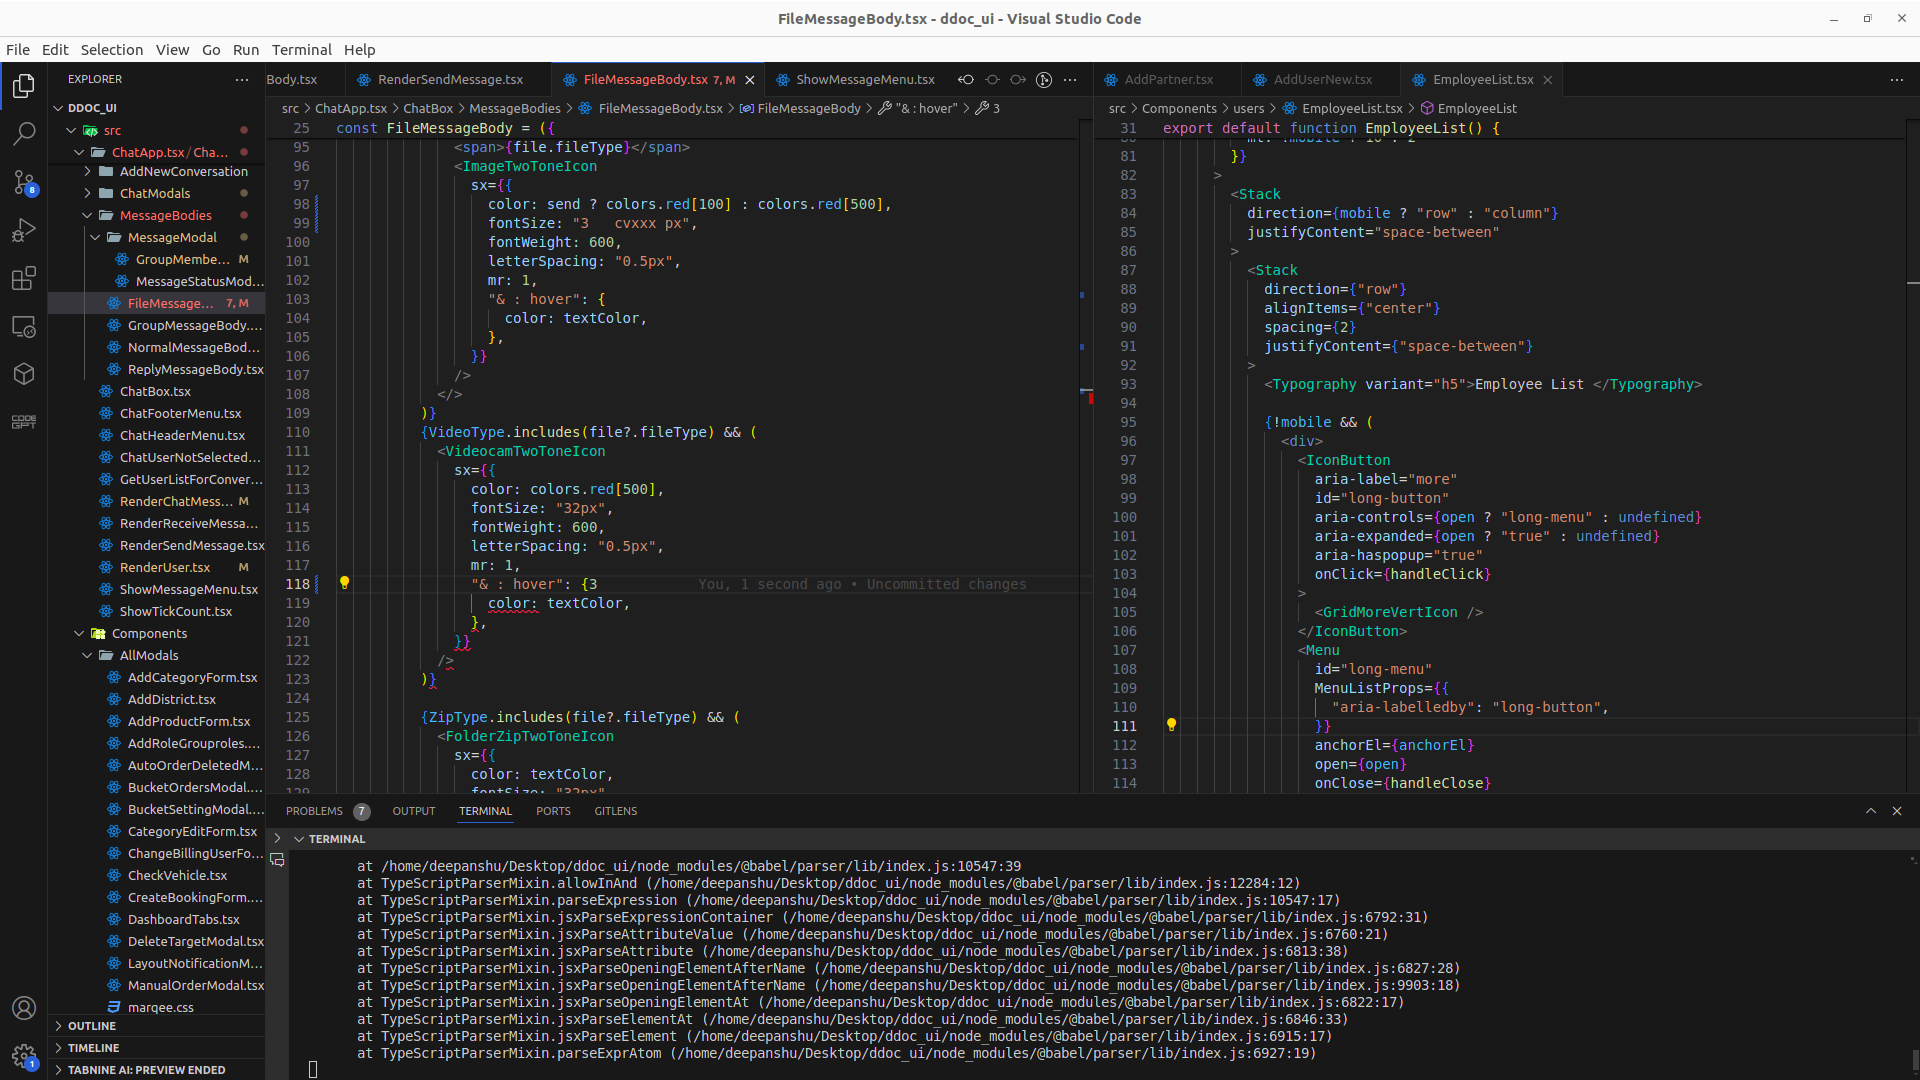 FileMessageBody.tsx - ddoc_ui - Visual Studio Code
File Edit Selection View Go Run Terminal Help
EXPLORER
DDOC_UI
src
ChatApp.tsx / Cha...
AddNewConversation
ChatModals
MessageBodies
MessageModal
GroupMembe... M
MessageStatusMod...
FileMessage... 7, M
GroupMessageBody....
NormalMessageBod...
ReplyMessageBody.tsx
ChatBox.tsx
ChatFooterMenu.tsx
ChatHeaderMenu.tsx
ChatUserNotSelected...
GetUserListForConver...
RenderChatMess... M
RenderReceiveMessa...
RenderSendMessage.tsx
RenderUser.tsx M
ShowMessageMenu.tsx
ShowTickCount.tsx
Components
AllModals
AddCategoryForm.tsx
AddDistrict.tsx
AddProductForm.tsx
AddRoleGrouproles....
AutoOrderDeletedM...
BucketOrdersModal....
BucketSettingModal....
CategoryEditForm.tsx
ChangeBillingUserFo...
CheckVehicle.tsx
CreateBookingForm....
DashboardTabs.tsx
DeleteTargetModal.tsx
LayoutNotificationM...
ManualOrderModal.tsx
marqee.css
OUTLINE
TIMELINE
TABNINE AI: PREVIEW ENDED
8
CODE
GPT
1
Body.tsx RenderSendMessage.tsx FileMessageBody.tsx 7, M ShowMessageMenu.tsx
src > ChatApp.tsx > ChatBox > MessageBodies > FileMessageBody.tsx > FileMessageBody > "& : hover" > 3
25 const FileMessageBody = ({
95 <span>{file.fileType}</span>
96 <ImageTwoToneIcon
97 sx={{
98 color: send ? colors.red[100] : colors.red[500],
99 fontSize: "3   cvxxx px",
100 fontWeight: 600,
101 letterSpacing: "0.5px",
102 mr: 1,
103 "& : hover": {
104 color: textColor,
105 },
106 }}
107 />
108 </>
109 )}
110 {VideoType.includes(file?.fileType) && (
111 <VideocamTwoToneIcon
112 sx={{
113 color: colors.red[500],
114 fontSize: "32px",
115 fontWeight: 600,
116 letterSpacing: "0.5px",
117 mr: 1,
118 "& : hover": {3 You, 1 second ago • Uncommitted changes
119 color: textColor,
120 },
121 }}
122 />
123 )}
124
125 {ZipType.includes(file?.fileType) && (
126 <FolderZipTwoToneIcon
127 sx={{
128 color: textColor,
129 fontSize: "32px"
AddPartner.tsx AddUserNew.tsx EmployeeList.tsx
src > Components > users > EmployeeList.tsx > EmployeeList
31 export default function EmployeeList() {
80 mt: !mobile ? 10 : 2
81 }}
82 >
83 <Stack
84 direction={mobile ? "row" : "column"}
85 justifyContent="space-between"
86 >
87 <Stack
88 direction={"row"}
89 alignItems={"center"}
90 spacing={2}
91 justifyContent={"space-between"}
92 >
93 <Typography variant="h5">Employee List </Typography>
94
95 {!mobile && (
96 <div>
97 <IconButton
98 aria-label="more"
99 id="long-button"
100 aria-controls={open ? "long-menu" : undefined}
101 aria-expanded={open ? "true" : undefined}
102 aria-haspopup="true"
103 onClick={handleClick}
104 >
105 <GridMoreVertIcon />
106 </IconButton>
107 <Menu
108 id="long-menu"
109 MenuListProps={{
110 "aria-labelledby": "long-button",
111 }}
112 anchorEl={anchorEl}
113 open={open}
114 onClose={handleClose}
PROBLEMS 7 OUTPUT TERMINAL PORTS GITLENS
TERMINAL
at /home/deepanshu/Desktop/ddoc_ui/node_modules/@babel/parser/lib/index.js:10547:39
at TypeScriptParserMixin.allowInAnd (/home/deepanshu/Desktop/ddoc_ui/node_modules/@babel/parser/lib/index.js:12284:12)
at TypeScriptParserMixin.parseExpression (/home/deepanshu/Desktop/ddoc_ui/node_modules/@babel/parser/lib/index.js:10547:17)
at TypeScriptParserMixin.jsxParseExpressionContainer (/home/deepanshu/Desktop/ddoc_ui/node_modules/@babel/parser/lib/index.js:6792:31)
at TypeScriptParserMixin.jsxParseAttributeValue (/home/deepanshu/Desktop/ddoc_ui/node_modules/@babel/parser/lib/index.js:6760:21)
at TypeScriptParserMixin.jsxParseAttribute (/home/deepanshu/Desktop/ddoc_ui/node_modules/@babel/parser/lib/index.js:6813:38)
at TypeScriptParserMixin.jsxParseOpeningElementAfterName (/home/deepanshu/Desktop/ddoc_ui/node_modules/@babel/parser/lib/index.js:6827:28)
at TypeScriptParserMixin.jsxParseOpeningElementAfterName (/home/deepanshu/Desktop/ddoc_ui/node_modules/@babel/parser/lib/index.js:9903:18)
at TypeScriptParserMixin.jsxParseOpeningElementAt (/home/deepanshu/Desktop/ddoc_ui/node_modules/@babel/parser/lib/index.js:6822:17)
at TypeScriptParserMixin.jsxParseElementAt (/home/deepanshu/Desktop/ddoc_ui/node_modules/@babel/parser/lib/index.js:6846:33)
at TypeScriptParserMixin.jsxParseElement (/home/deepanshu/Desktop/ddoc_ui/node_modules/@babel/parser/lib/index.js:6915:17)
at TypeScriptParserMixin.parseExprAtom (/home/deepanshu/Desktop/ddoc_ui/node_modules/@babel/parser/lib/index.js:6927:19)